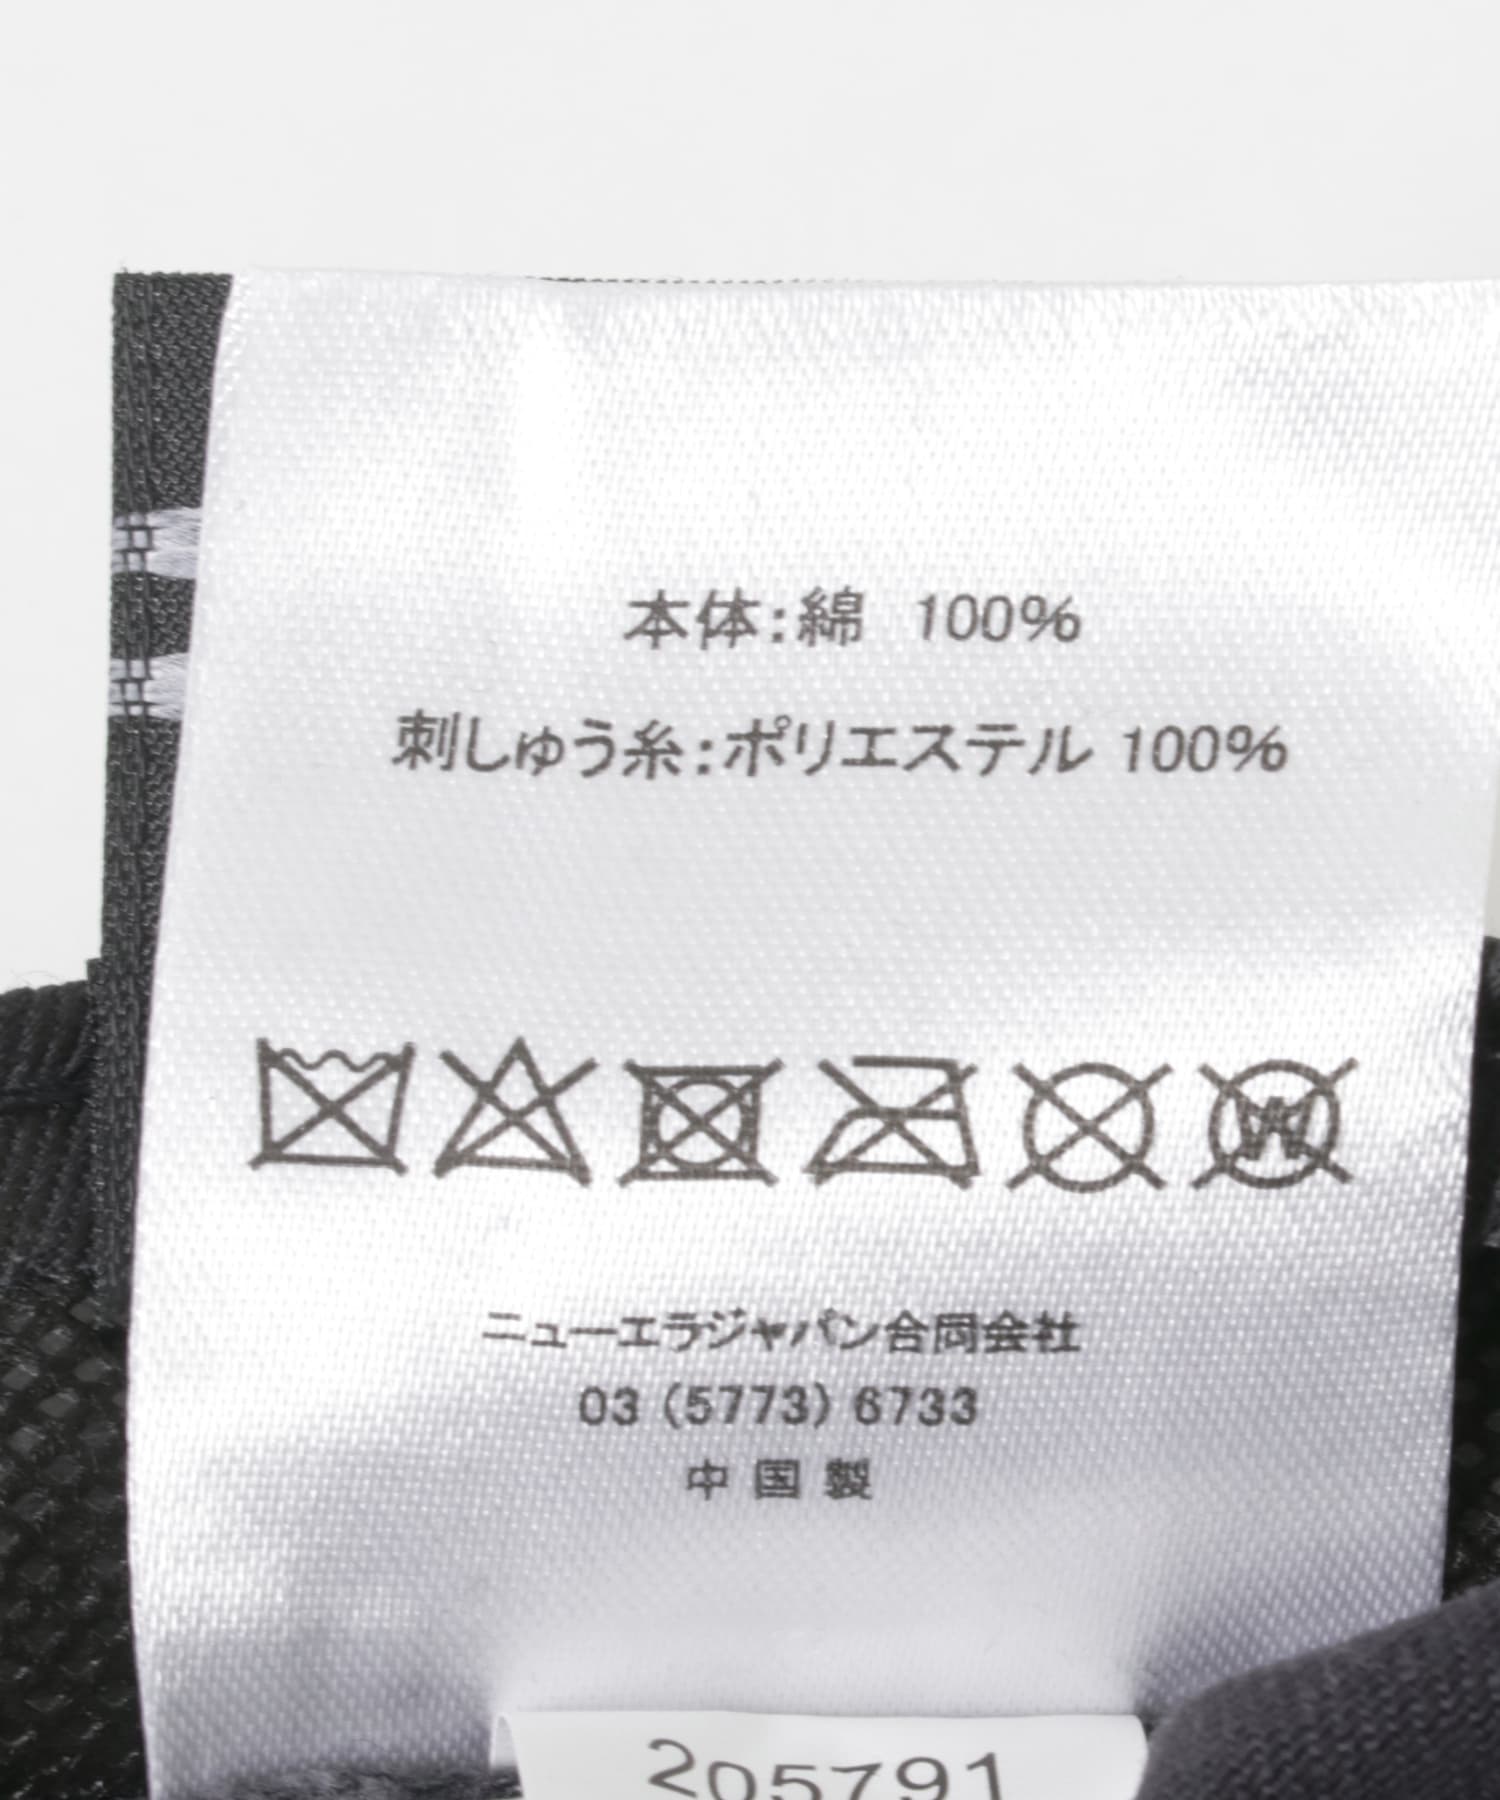 本体:綿 100%
刺しゅう糸:ポリエステル 100%
W
ニューエラジャパン合同会社
03 (5773) 6733
中国製
205791